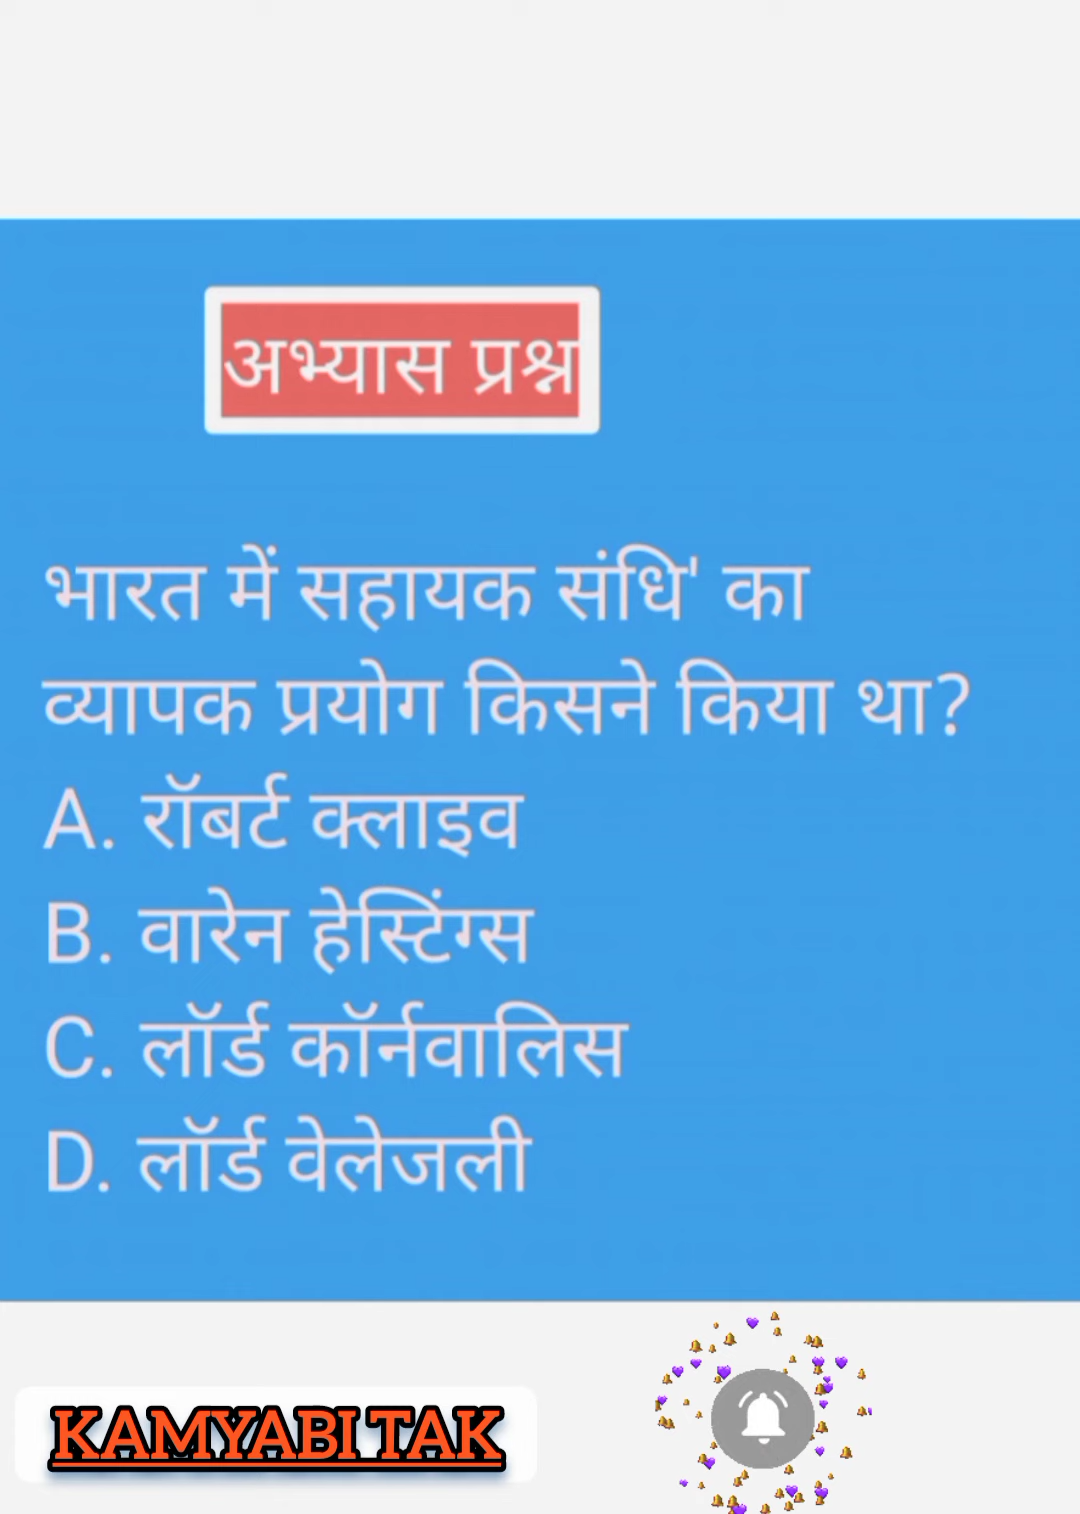 अभ्यास प्रश्न
भारत में सहायक संधि' का
व्यापक प्रयोग किसने किया था?
A. रॉबर्ट क्लाइव
B. वारेन हेस्टिंग्स
C. लॉर्ड कॉर्नवालिस
D. लॉर्ड वेलेजली
KAMYABI TAK